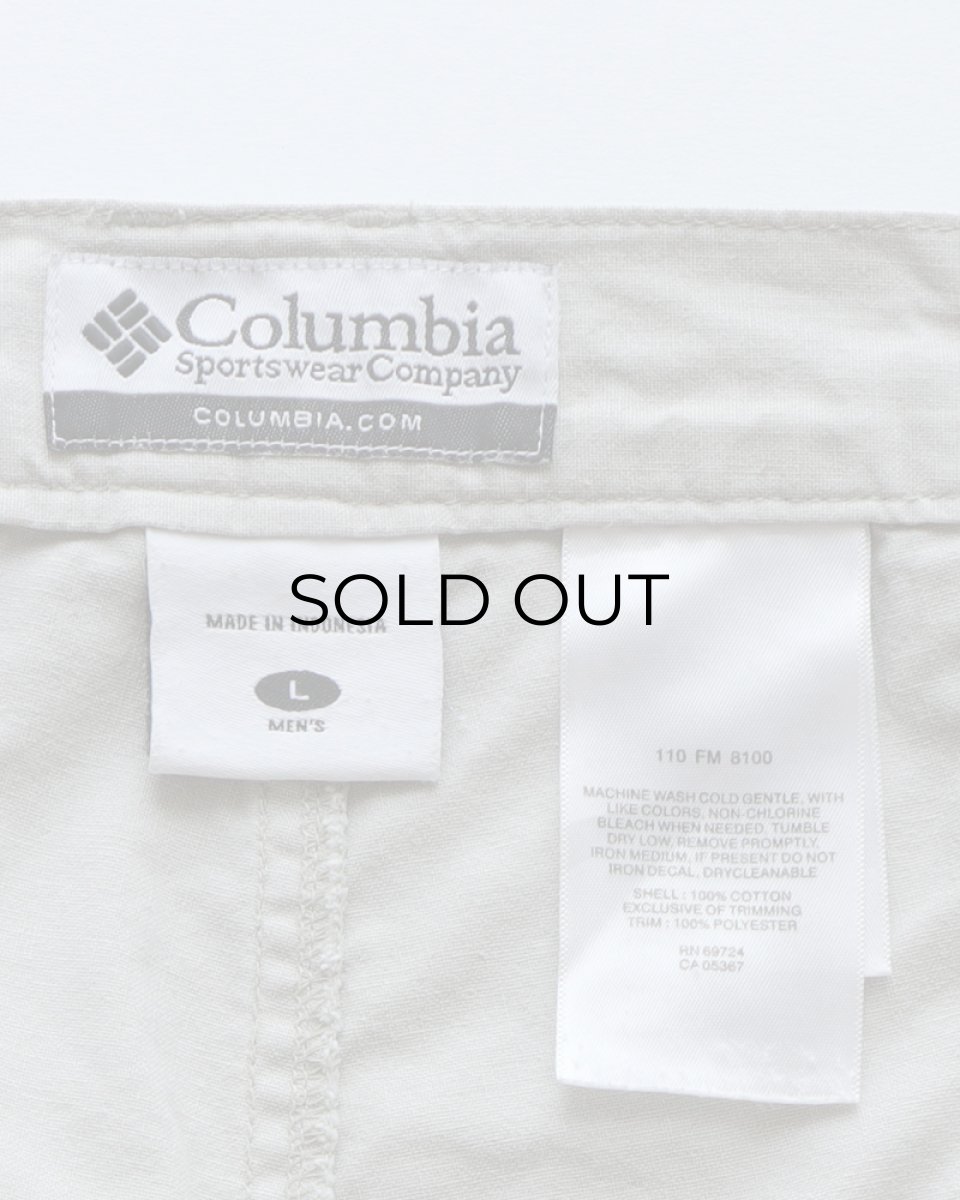 Columbia
Sportswear Company
COLUMBIA.COM
SOLD OUT
MADE IN INDONESIA
L
MEN'S
110 FM 8100
MACHINE WASH COLD GENTLE, WITH
LIKE COLORS, NON-CHLORINE
BLEACH WHEN NEEDED, TUMBLE
DRY LOW, REMOVE PROMPTLY,
IRON MEDIUM, IF PRESENT DO NOT
IRON DECAL, DRYCLEANABLE
SHELL : 100% COTTON
EXCLUSIVE OF TRIMMING
TRIM : 100% POLYESTER
RN 69724
CA 05367